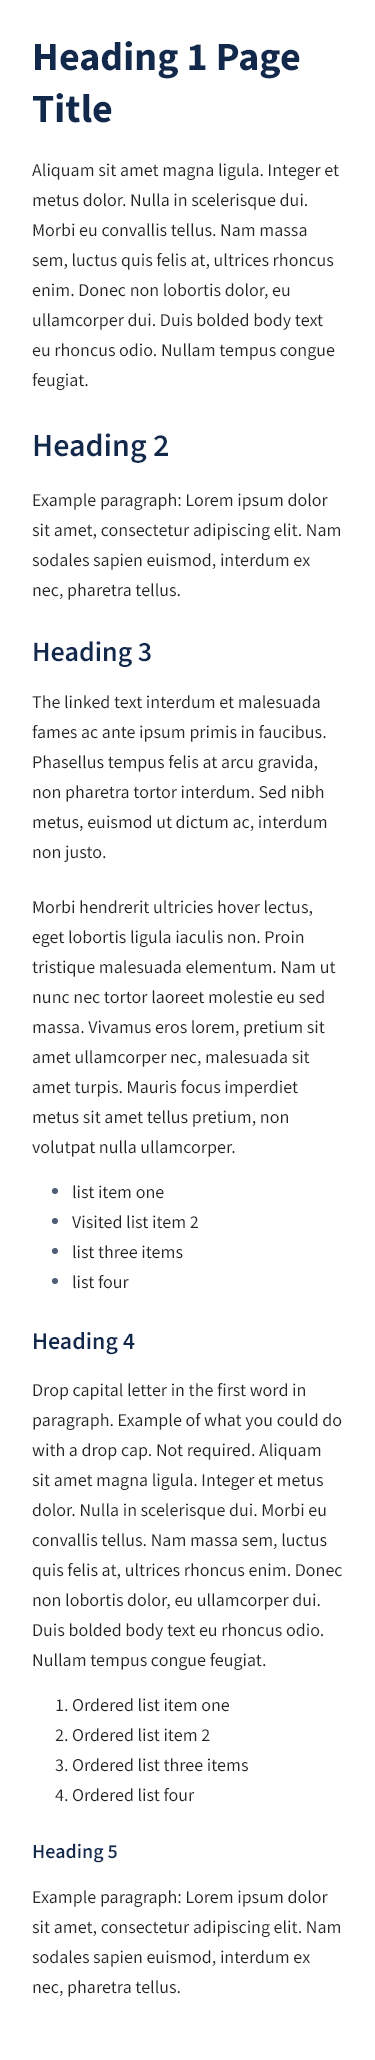 Heading 1 Page
Title
Aliquam sit amet magna ligula. Integer et
metus dolor. Nulla in scelerisque dui.
Morbi eu convallis tellus. Nam massa
sem, luctus quis felis at, ultrices rhoncus
enim. Donec non lobortis dolor, eu
ullamcorper dui. Duis bolded body text
eu rhoncus odio. Nullam tempus congue
feugiat.
Heading 2
Example paragraph: Lorem ipsum dolor
sit amet, consectetur adipiscing elit. Nam
sodales sapien euismod, interdum ex
nec, pharetra tellus.
Heading 3
The linked text interdum et malesuada
fames ac ante ipsum primis in faucibus.
Phasellus tempus felis at arcu gravida,
non pharetra tortor interdum. Sed nibh
metus, euismod ut dictum ac, interdum
non justo.
Morbi hendrerit ultricies hover lectus,
eget lobortis ligula iaculis non. Proin
tristique malesuada elementum. Nam ut
nunc nec tortor laoreet molestie eu sed
massa. Vivamus eros lorem, pretium sit
amet ullamcorper nec, malesuada sit
amet turpis. Mauris focus imperdiet
metus sit amet tellus pretium, non
volutpat nulla ullamcorper.
• list item one
• Visited list item 2
• list three items
• list four
Heading 4
Drop capital letter in the first word in
paragraph. Example of what you could do
with a drop cap. Not required. Aliquam
sit amet magna ligula. Integer et metus
dolor. Nulla in scelerisque dui. Morbi eu
convallis tellus. Nam massa sem, luctus
quis felis at, ultrices rhoncus enim. Donec
non lobortis dolor, eu ullamcorper dui.
Duis bolded body text eu rhoncus odio.
Nullam tempus congue feugiat.
1. Ordered list item one
2. Ordered list item 2
3. Ordered list three items
4. Ordered list four
Heading 5
Example paragraph: Lorem ipsum dolor
sit amet, consectetur adipiscing elit. Nam
sodales sapien euismod, interdum ex
nec, pharetra tellus.